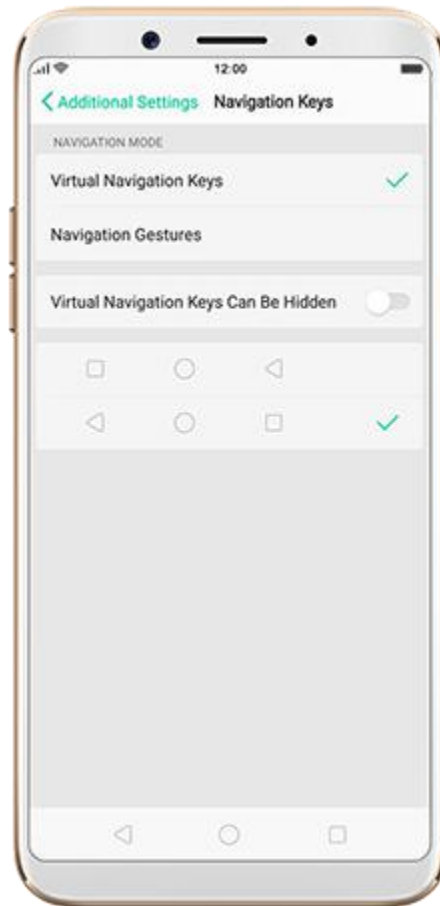 12:00
Additional Settings Navigation Keys
NAVIGATION MODE
Virtual Navigation Keys
Navigation Gestures
Virtual Navigation Keys Can Be Hidden